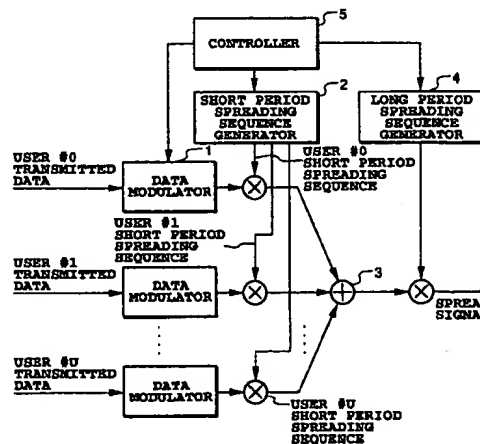 5
CONTROLLER
2
4
SHORT PERIOD
SPREADING
SEQUENCE
GENERATOR
LONG PERIOD
SPREADING
SEQUENCE
GENERATOR
USER #0
TRANSMITTED
DATA
1
DATA
MODULATOR
USER #0
SHORT PERIOD
SPREADING
SEQUENCE
USER #1
SHORT PERIOD
SPREADING
SEQUENCE
USER #1
TRANSMITTED
DATA
DATA
MODULATOR
3
SPREA
SIGNA
USER #U
TRANSMITTED
DATA
DATA
MODULATOR
USER #U
SHORT PERIOD
SPREADING
SEQUENCE